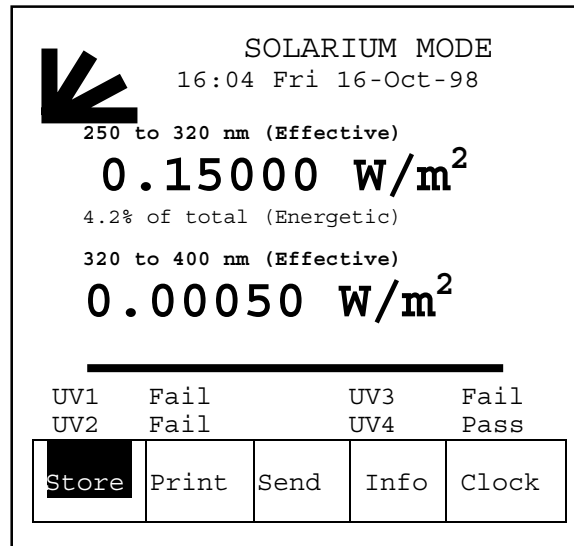 SOLARIUM MODE
16:04 Fri 16-Oct-98
250 to 320 nm (Effective)
0.15000 W/m²
4.2% of total (Energetic)
320 to 400 nm (Effective)
0.00050 W/m²
UV1 Fail UV3 Fail
UV2 Fail UV4 Pass
Store Print Send Info Clock